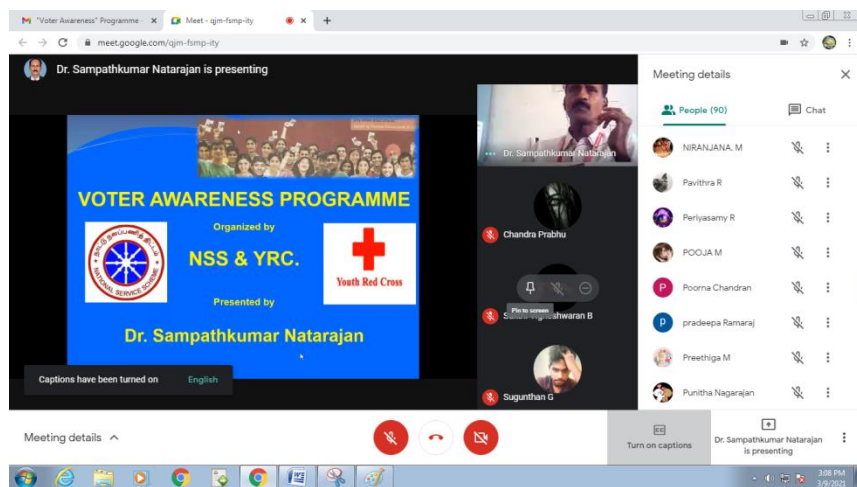 "Voter Awareness" Programme -
Meet - qjm-fsmp-ity
meet.google.com/qjm-fsmp-ity
Dr. Sampathkumar Natarajan is presenting
VOTER AWARENESS PROGRAMME
Organized by
NSS & YRC.
NATIONAL SERVICE SCHEME
Youth Red Cross
Presented by
Dr. Sampathkumar Natarajan
Captions have been turned on English
Dr. Sampathkumar Natarajan
Chandra Prabhu
Pin to screen
Sugunthan G
Meeting details
People (90)
Chat
NIRANJANA. M
Pavithra R
Periyasamy R
POOJA M
P Poorna Chandran
p pradeepa Ramaraj
Preethiga M
Punitha Nagarajan
Meeting details
Turn on captions
Dr. Sampathkumar Natarajan
is presenting
3:08 PM
3/9/2021